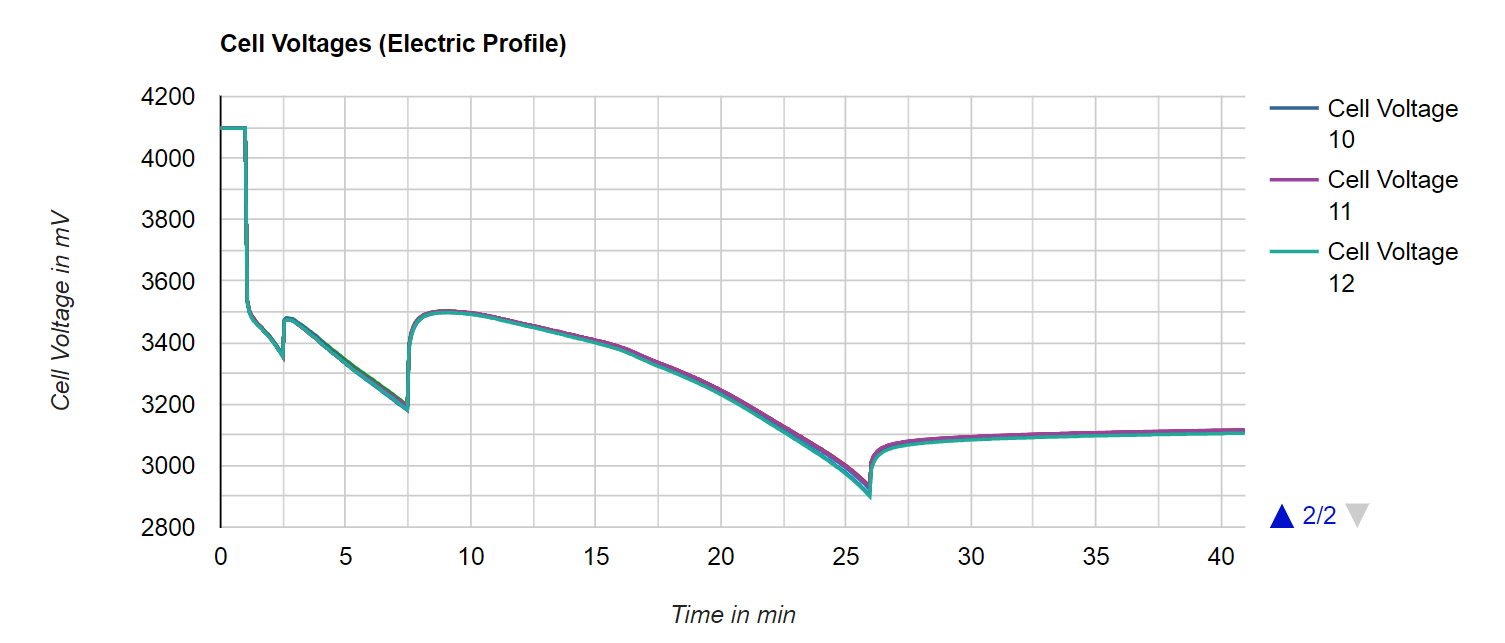 Cell Voltages (Electric Profile)
4200
4000
3800
3600
3400
3200
3000
2800
Cell Voltage in mV
0 5 10 15 20 25 30 35 40
Time in min
Cell Voltage
10
Cell Voltage
11
Cell Voltage
12
2/2